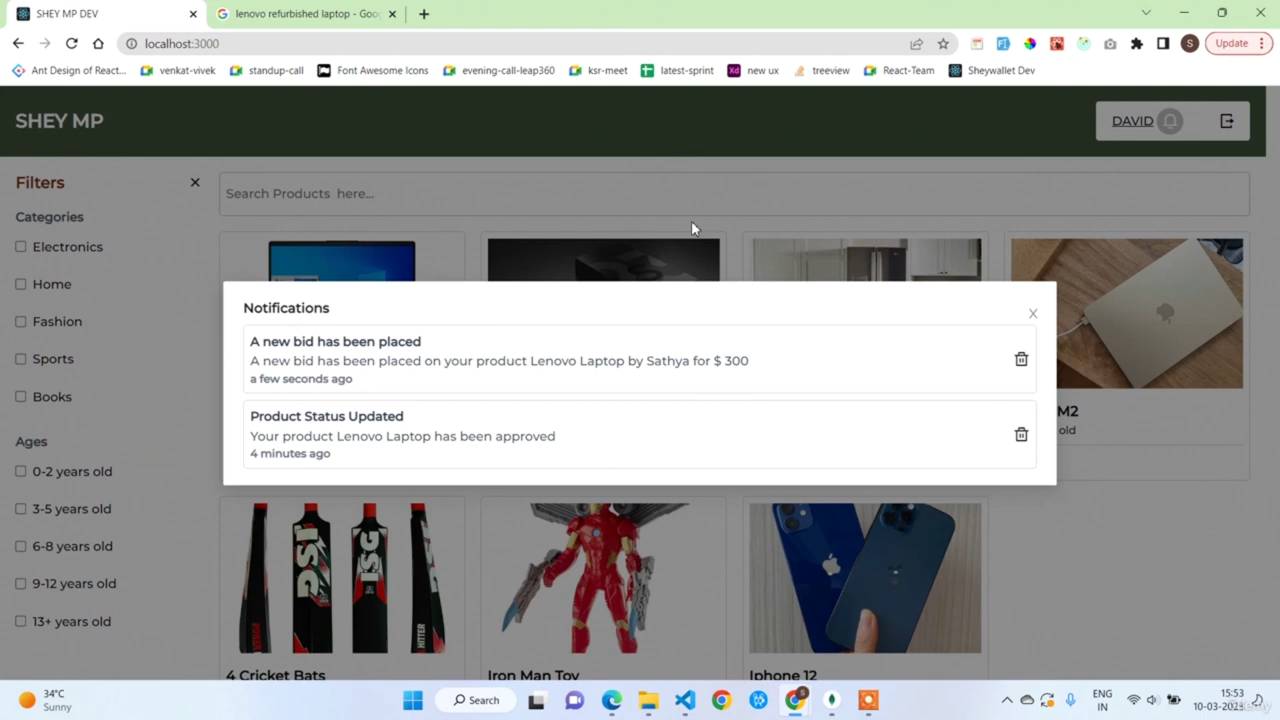 SHEY MP DEV
lenovo refurbished laptop - Goo
localhost:3000
S
Update
Ant Design of React...
venkat-vivek
standup-call
Font Awesome Icons
evening-call-leap360
ksr-meet
latest-sprint
Xd new ux
treeview
React-Team
Sheywallet Dev
SHEY MP
DAVID
Filters
Search Products here...
Categories
Electronics
Home
Fashion
Sports
Books
Ages
0-2 years old
3-5 years old
6-8 years old
9-12 years old
13+ years old
Notifications
X
A new bid has been placed
A new bid has been placed on your product Lenovo Laptop by Sathya for $ 300
a few seconds ago
Product Status Updated
Your product Lenovo Laptop has been approved
4 minutes ago
M2
old
4 Cricket Bats
Iron Man Toy
Iphone 12
34°C
Sunny
Search
ENG
IN
15:53
10-03-2023